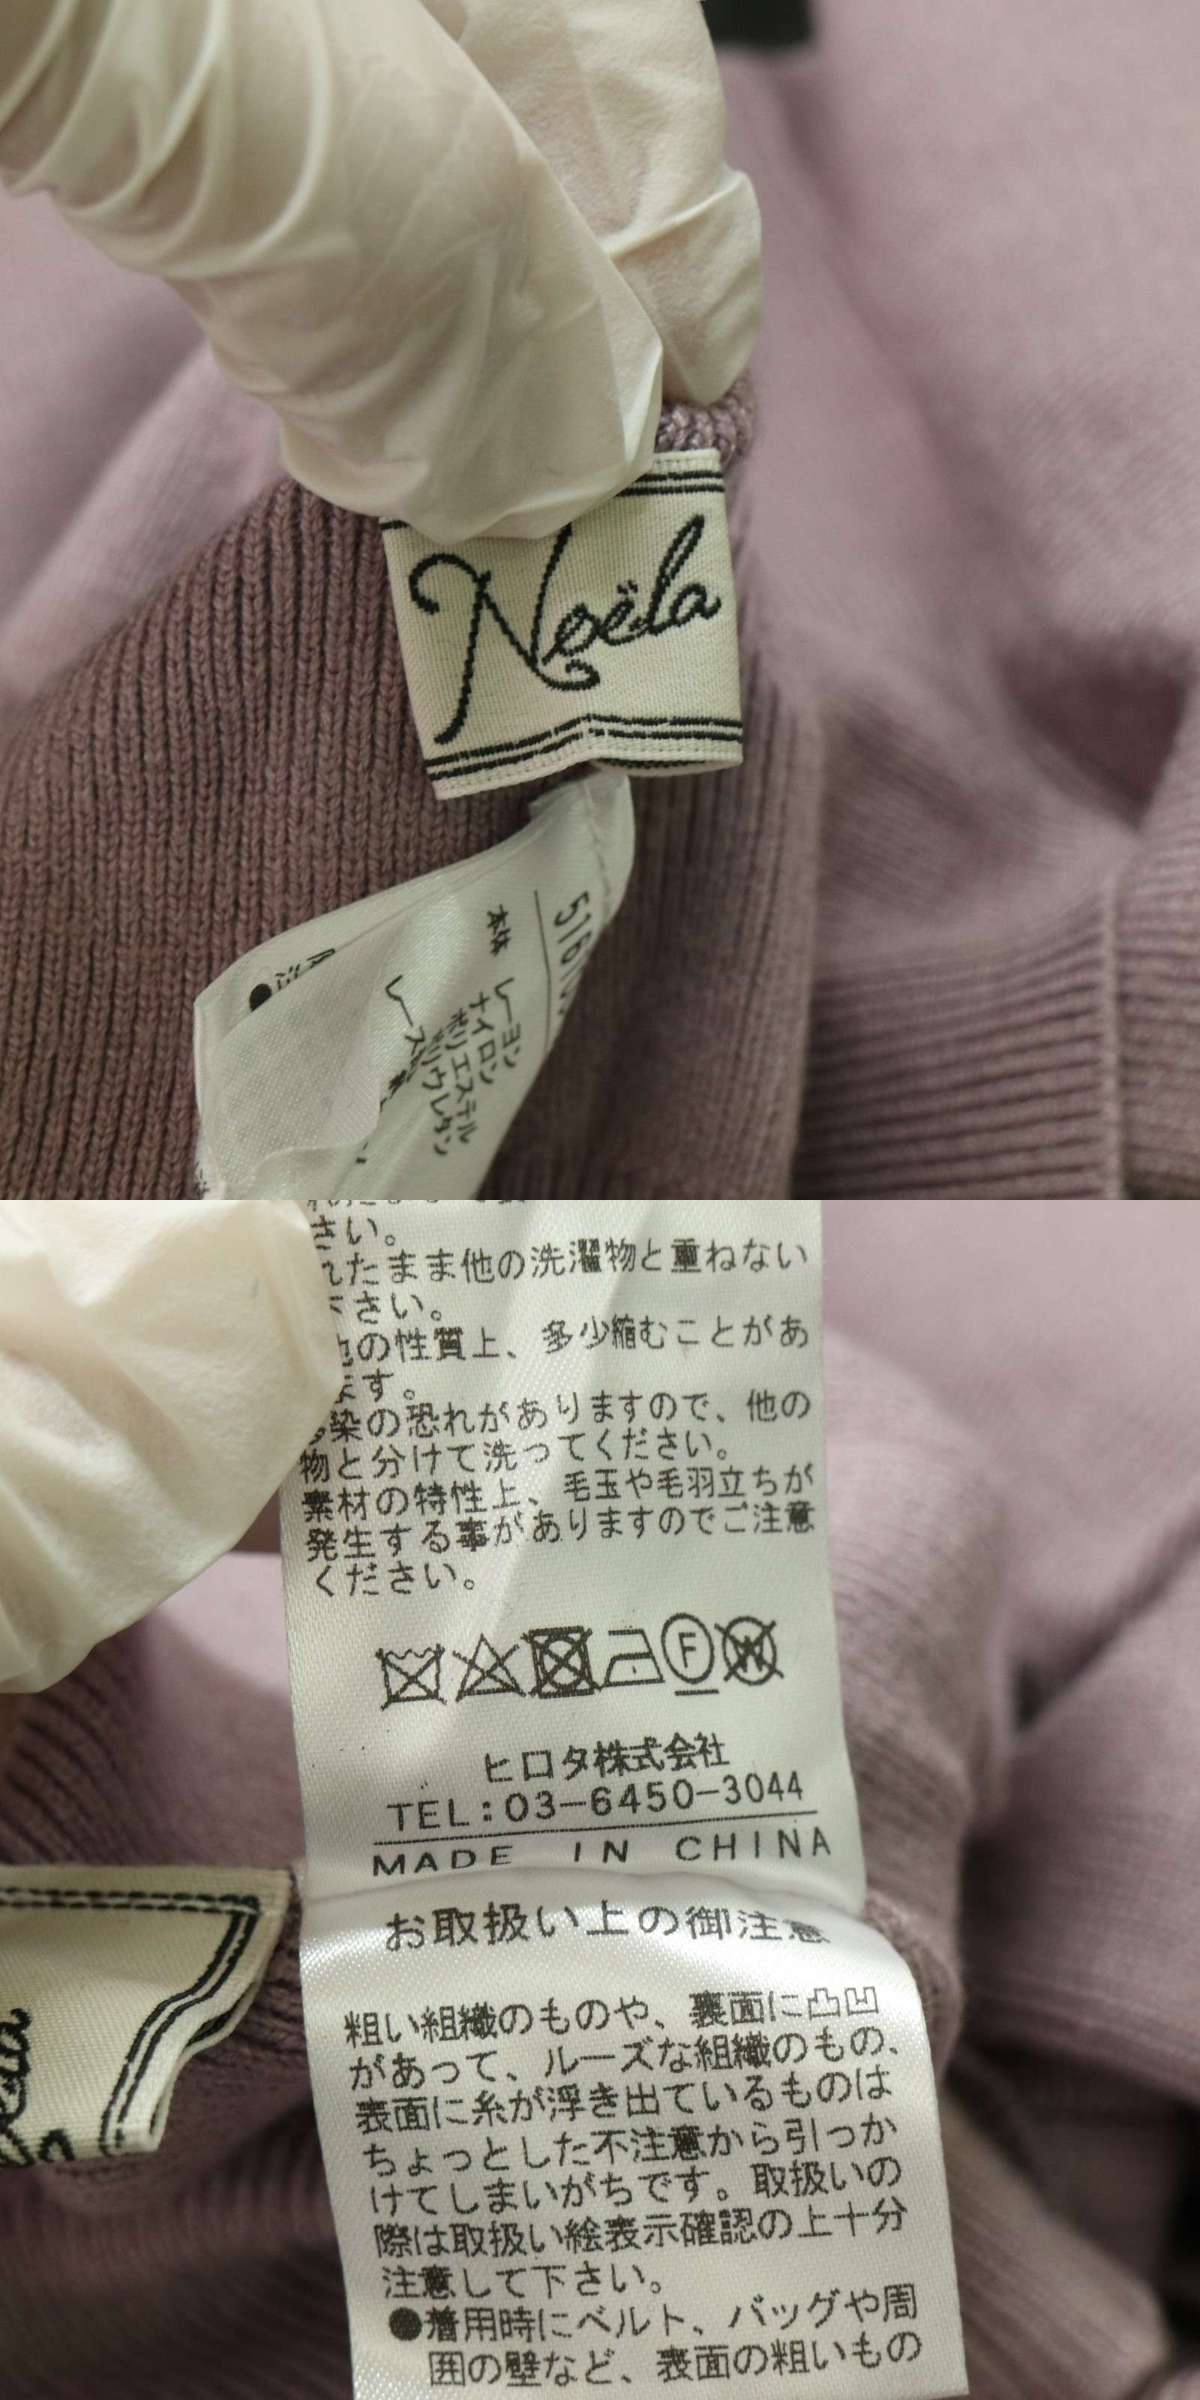 Noëla
本体
レーヨン
ナイロン
ポリエステル
ポリウレタン
さい。
たまま他の洗濯物と重ねない
さい。
の性質上、多少縮むことがあ
ます。
染の恐れがありますので、他の
物と分けて洗ってください。
素材の特性上、毛玉や毛羽立ちが
発生する事がありますのでご注意
ください。
F W
ヒロタ株式会社
TEL:03-6450-3044
MADE IN CHINA
お取扱い上の御注意
粗い組織のものや、裏面に凸凹
があって、ルーズな組織のもの、
表面に糸が浮き出ているものは
ちょっとした不注意から引っか
けてしまいがちです。取扱いの
際は取扱い絵表示確認の上十分
注意して下さい。
●着用時にベルト、バッグや周
囲の壁など、表面の粗いもの